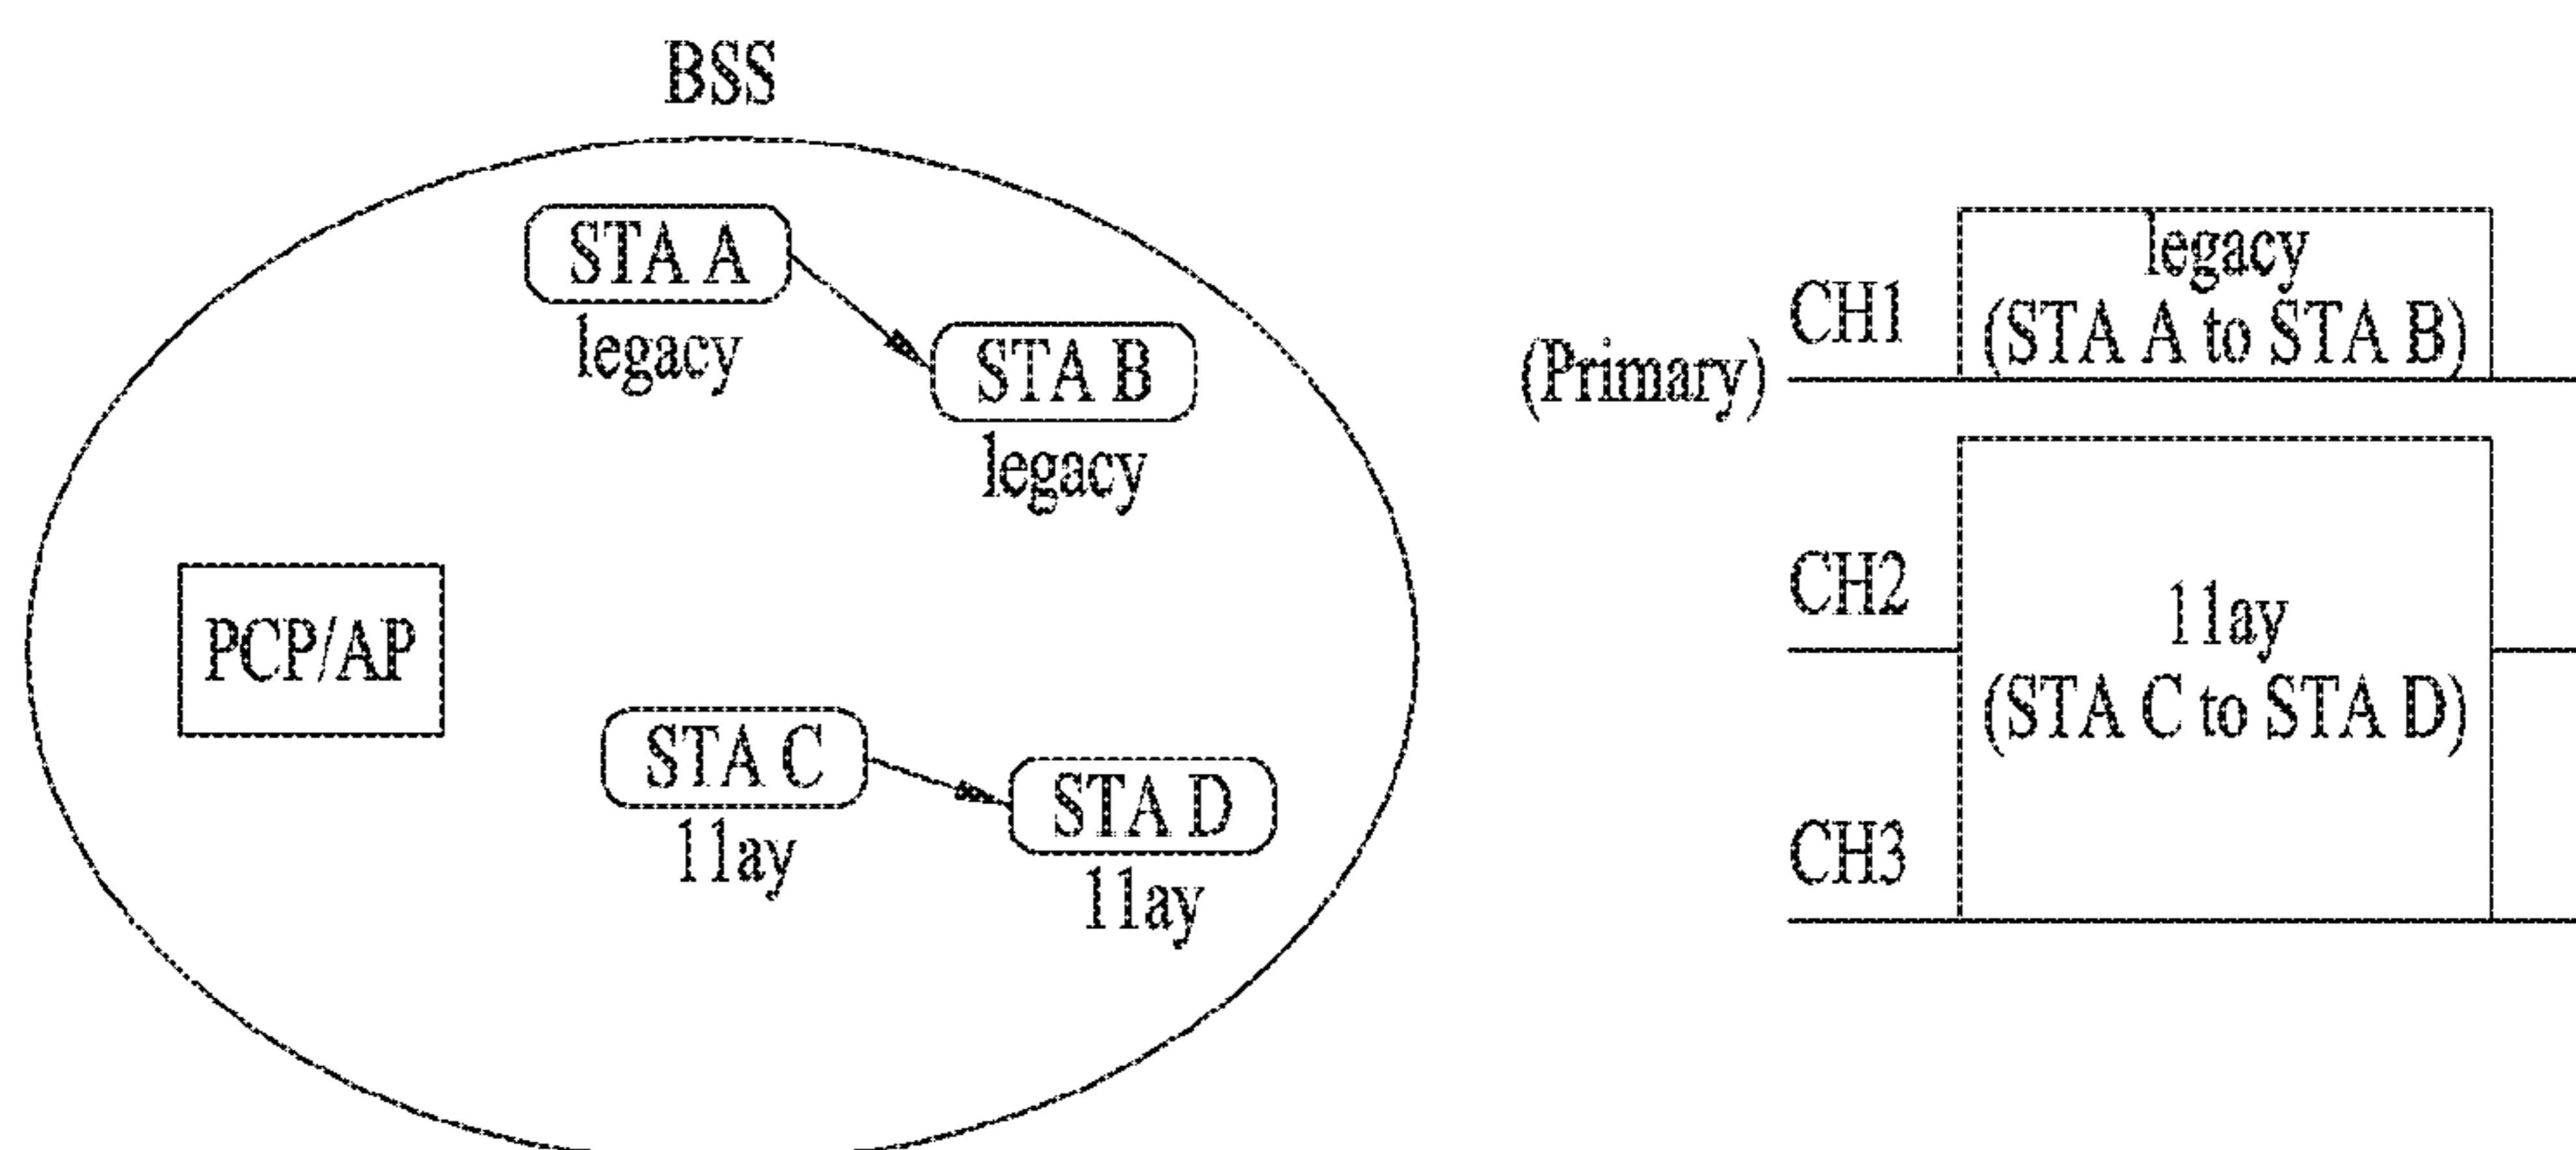 BSS
STA A
legacy
STA B
legacy
PCP/AP
STA C
11ay
STA D
11ay
(Primary)
CH1
legacy
(STA A to STA B)
CH2
11ay
(STA C to STA D)
CH3